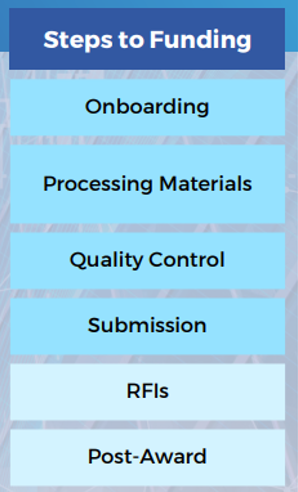 Steps to Funding
Onboarding
Processing Materials
Quality Control
Submission
RFIs
Post-Award